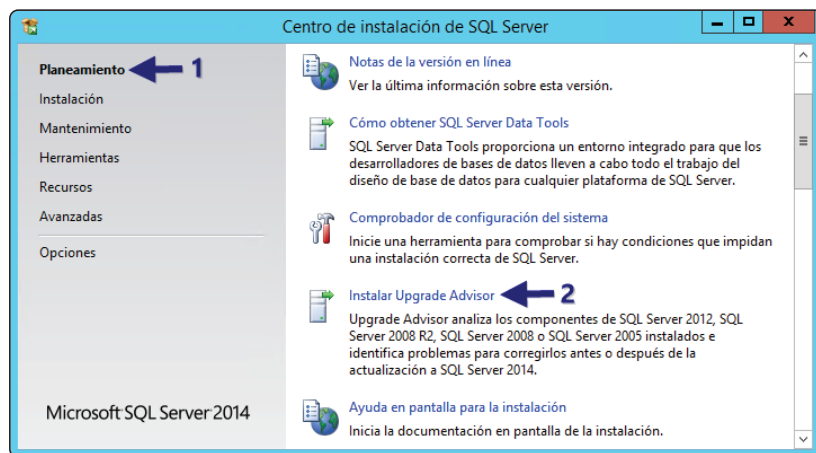 Centro de instalación de SQL Server
Planeamiento 1
Instalación
Mantenimiento
Herramientas
Recursos
Avanzadas
Opciones
Microsoft SQL Server 2014
Notas de la versión en línea
Ver la última información sobre esta versión.
Cómo obtener SQL Server Data Tools
SQL Server Data Tools proporciona un entorno integrado para que los
desarrolladores de bases de datos lleven a cabo todo el trabajo del
diseño de base de datos para cualquier plataforma de SQL Server.
Comprobador de configuración del sistema
Inicie una herramienta para comprobar si hay condiciones que impidan
una instalación correcta de SQL Server.
Instalar Upgrade Advisor 2
Upgrade Advisor analiza los componentes de SQL Server 2012, SQL
Server 2008 R2, SQL Server 2008 o SQL Server 2005 instalados e
identifica problemas para corregirlos antes o después de la
actualización a SQL Server 2014.
Ayuda en pantalla para la instalación
Inicia la documentación en pantalla de la instalación.